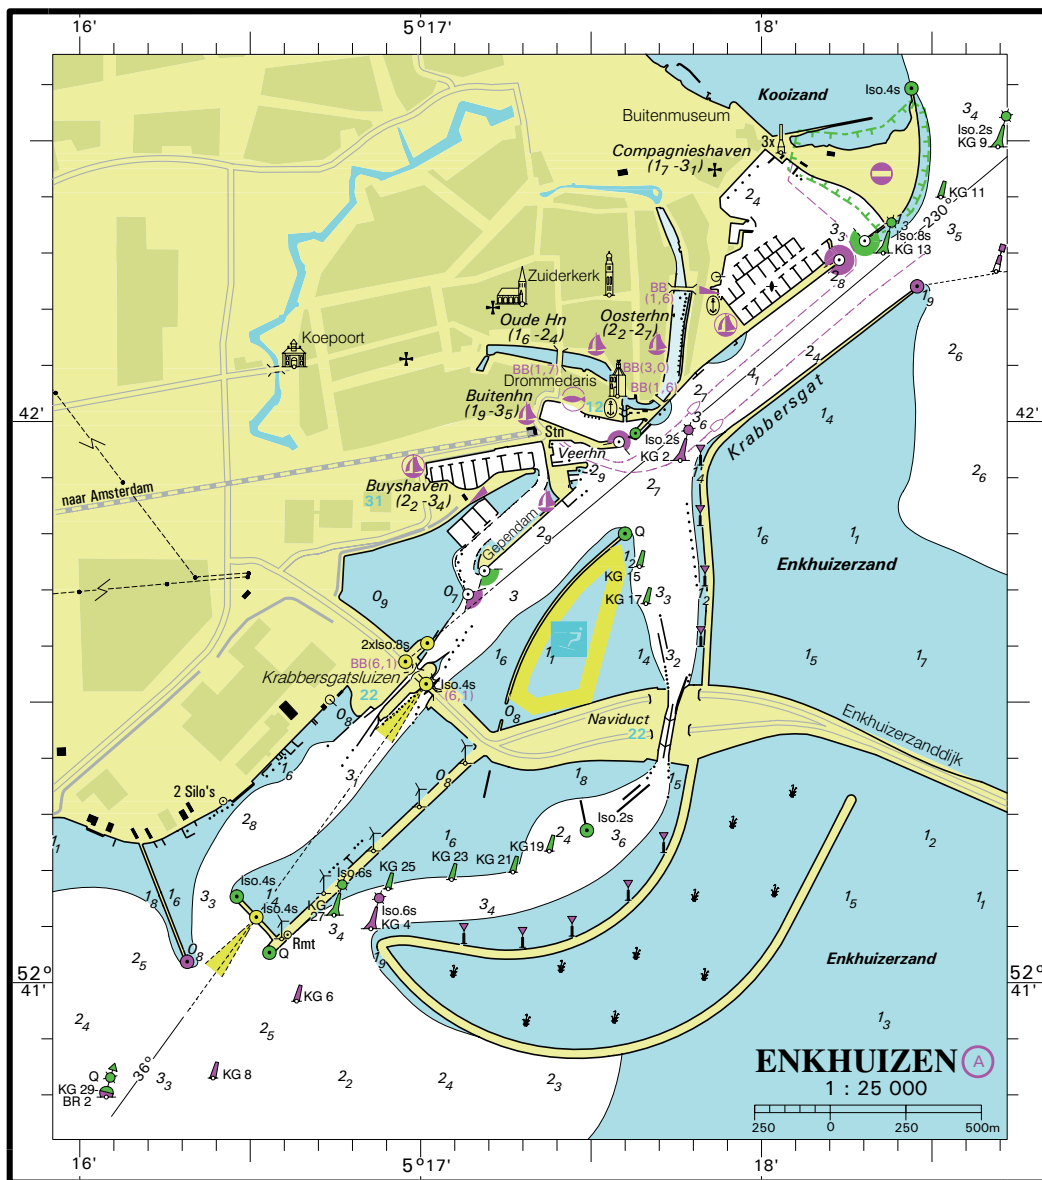 16'
5°17'
18'
Kooizand
Iso.4s
3₄
Iso.2s
KG 9
Buitenmuseum
3x
Compagnieshaven
(1₇ -3₁)
2₄
KG 11
230°
3₅
1₃
3₃
Iso.8s
KG 13
2₈
1₉
Zuiderkerk
BB
(1,6)
Oude Hn
(1₆ -2₄)
Oosterhn
(2₂ -2₇)
Koepoort
BB(1,7)
BB(3,0)
Drommedaris
BB(1,6)
Buitenhn
(1₉ -3₅)
12
2₄
2₆
4₁
2₇
Krabbersgat
1₄
42'
42'
3₆
Stn
Iso.2s
KG 2
Veerhn
2₉
1₄
2₇
2₆
naar Amsterdam
Buyshaven
(2₂ -3₄)
31
Gependam
2₉
Q
1₆
1₁
1₂
KG 15
Enkhuizerzand
0₉
0₇
3
KG 17
3₃
1₂
2xIso.8s
BB(6,1)
Krabbersgatsluizen
22
Iso.4s
(6,1)
1₆
1₁
1₄
3₂
1₅
1₇
0₈
0₈
Naviduct
22
Enkhuizerzanddijk
1₆
3₁
0₈
1₈
1₅
2 Silo's
2₈
Iso.2s
1₁
1₆
KG19
2₄
3₆
1₂
KG 23
KG 21
KG 25
Iso.6s
Iso.4s
1₈
1₆
3₃
1₄
Iso.4s
KG
27
3₄
Iso.6s
KG 4
3₄
1₅
1₁
Rmt
Q
0₈
2₅
1₉
Enkhuizerzand
52°
41'
52°
41'
KG 6
2₄
2₅
1₃
36°
Q
KG 29
BR 2
3₃
KG 8
2₂
2₄
2₃
ENKHUIZEN A
1 : 25 000
250
0
250
500m
16'
5°17'
18'